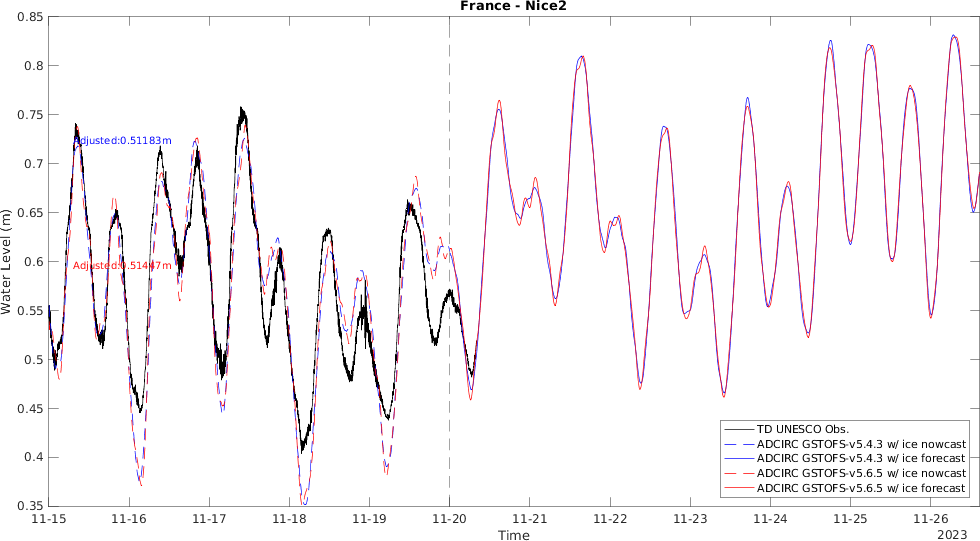 France - Nice2
0.85
0.8
0.75
0.7
0.65
0.6
0.55
0.5
0.45
0.4
0.35
Water Level (m)
Adjusted:0.51183m
Adjusted:0.51447m
TD UNESCO Obs.
ADCIRC GSTOFS-v5.4.3 w/ ice nowcast
ADCIRC GSTOFS-v5.4.3 w/ ice forecast
ADCIRC GSTOFS-v5.6.5 w/ ice nowcast
ADCIRC GSTOFS-v5.6.5 w/ ice forecast
11-15 11-16 11-17 11-18 11-19 11-20 11-21 11-22 11-23 11-24 11-25 11-26
Time
2023